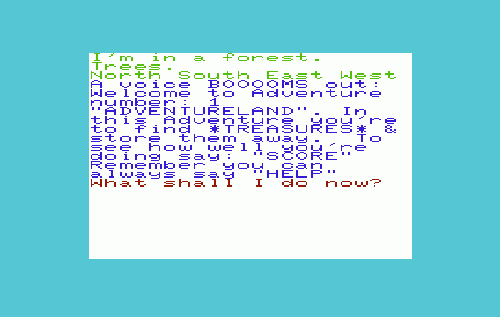 I'm in a forest.
Trees.
North South East West
A voice BOOOOMS out:
Welcome to Adventure
number: 1
"ADVENTURELAND". In
this Adventure you're
to find *TREASURES* &
store them away.  To
see how well you're
doing say: "SCORE"
Remember you can
always say "HELP"
What shall I do now?